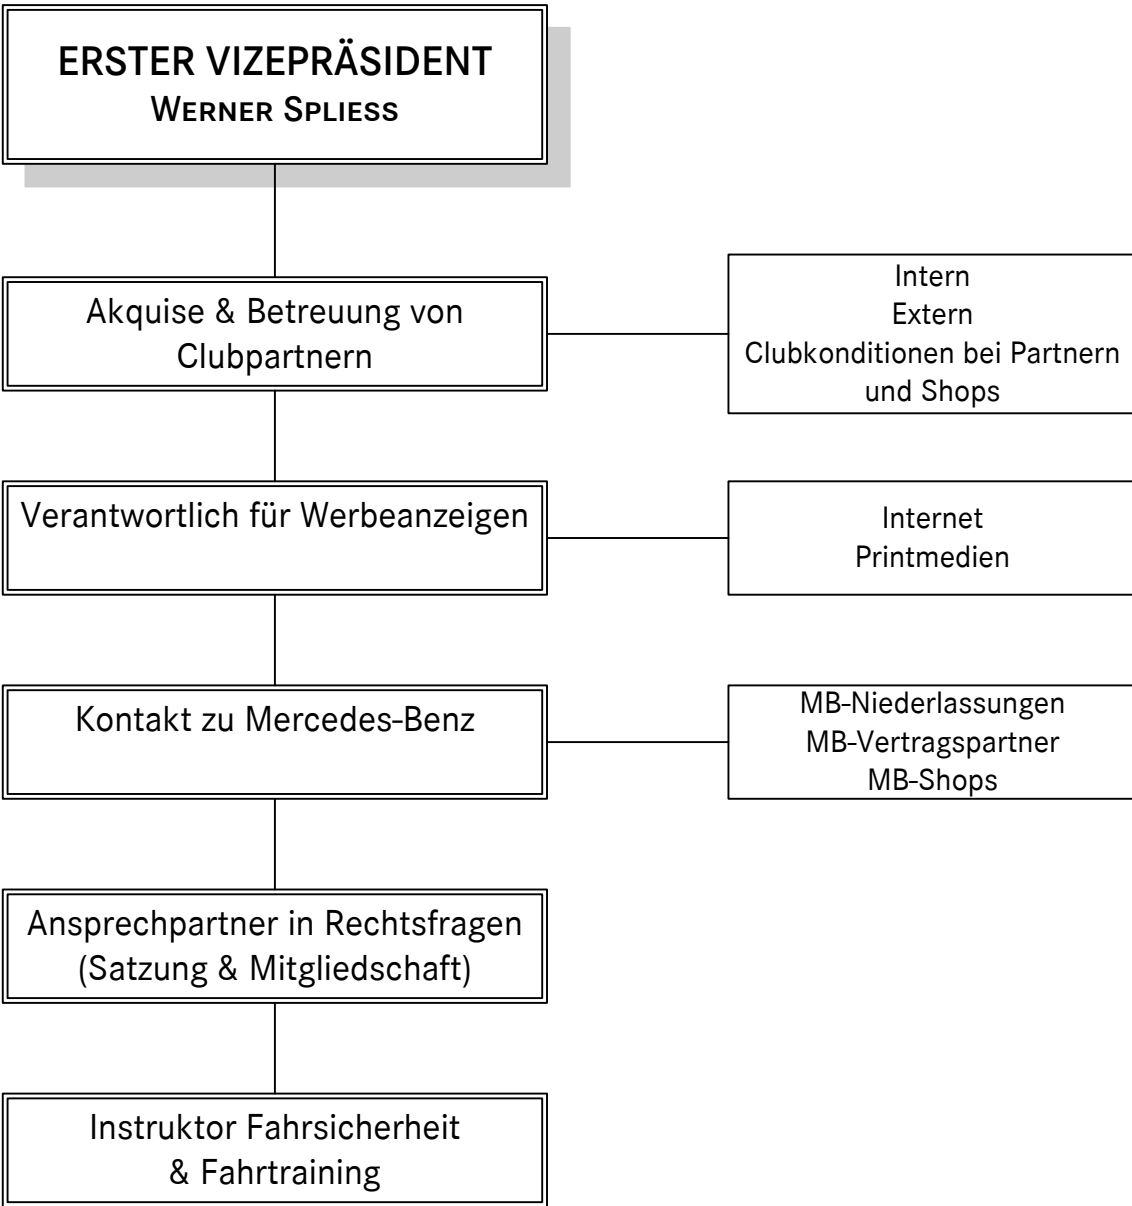 ERSTER VIZEPRÄSIDENT
WERNER SPLIESS
Akquise & Betreuung von
Clubpartnern
Intern
Extern
Clubkonditionen bei Partnern
und Shops
Verantwortlich für Werbeanzeigen
Internet
Printmedien
Kontakt zu Mercedes-Benz
MB-Niederlassungen
MB-Vertragspartner
MB-Shops
Ansprechpartner in Rechtsfragen
(Satzung & Mitgliedschaft)
Instruktor Fahrsicherheit
& Fahrtraining